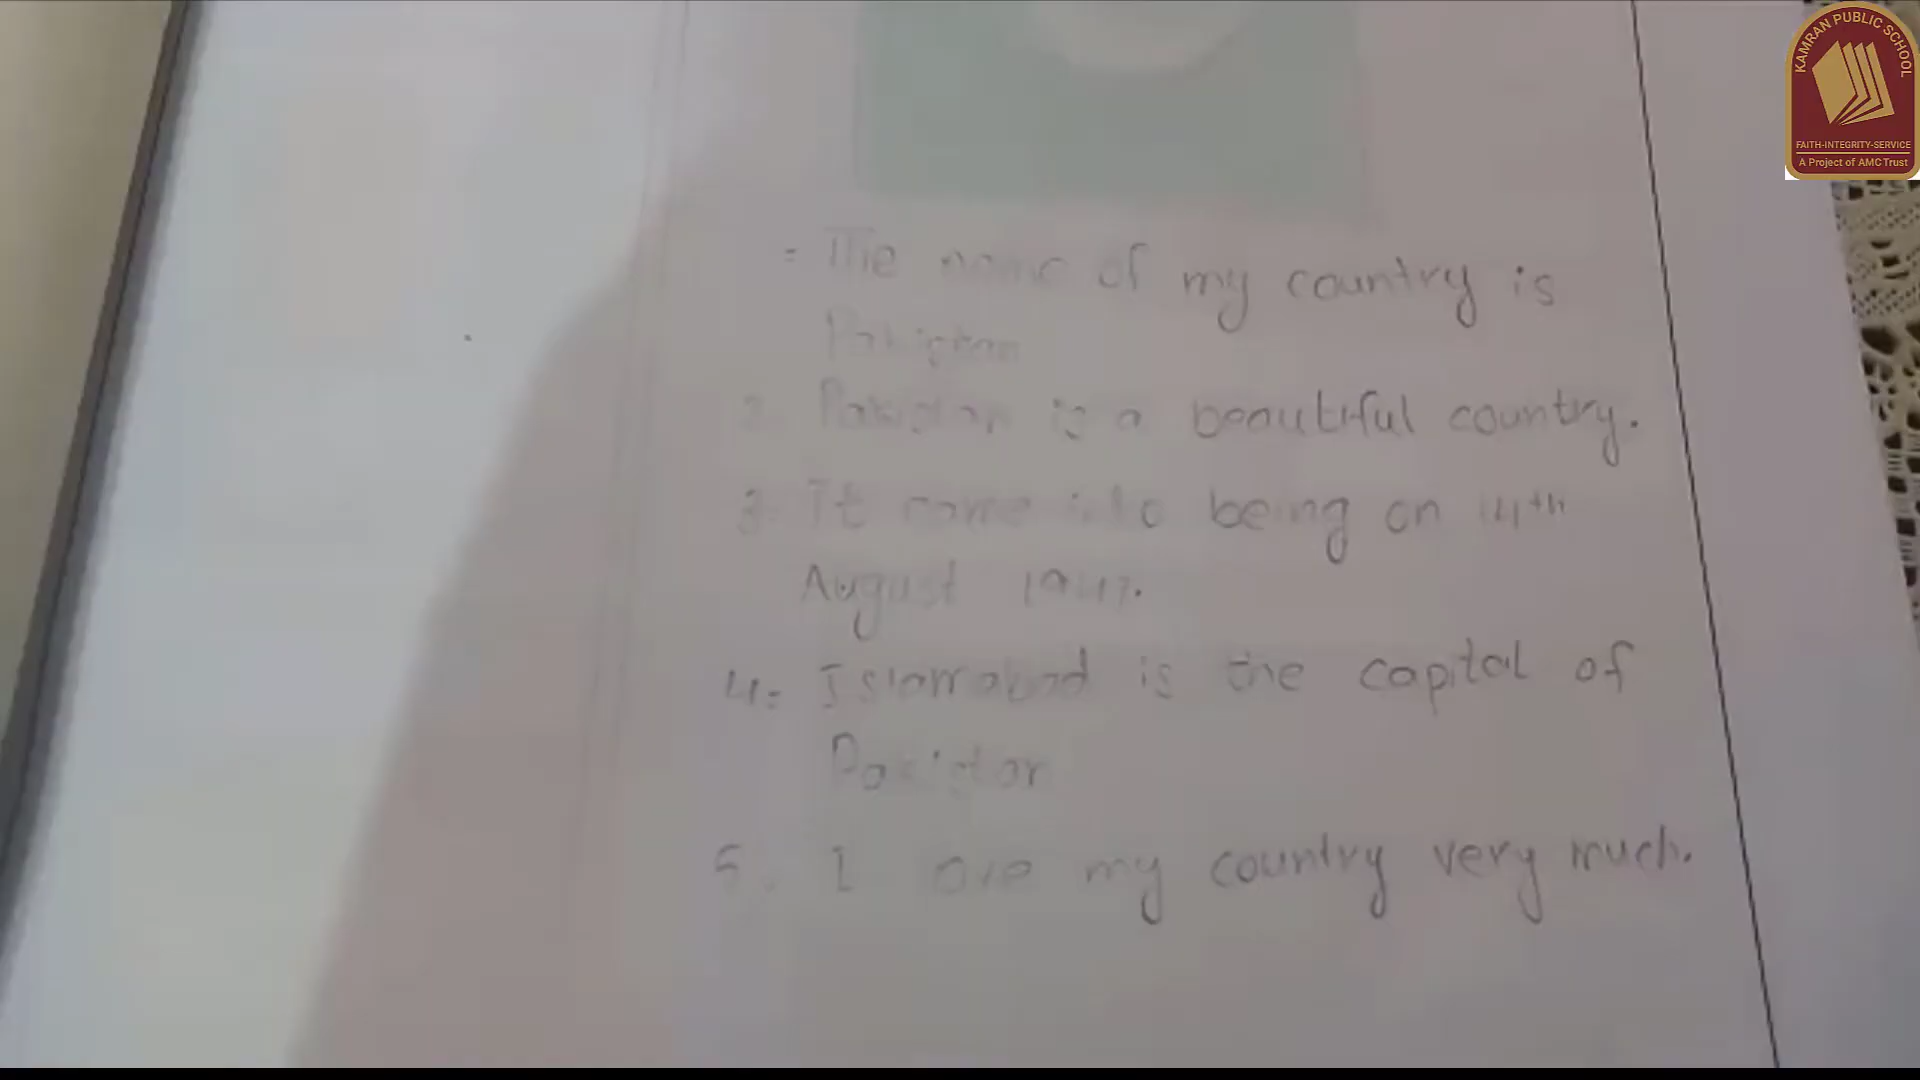 KAMRAN PUBLIC SCHOOL
FAITH-INTEGRITY-SERVICE
A Project of AMC Trust
The name of my country is
Pakistan
2. Pakistan is a beautiful country.
3. It came into being on 14th
August 1947.
4. Islamabad is the capital of
Pakistan
5. I love my country very much.